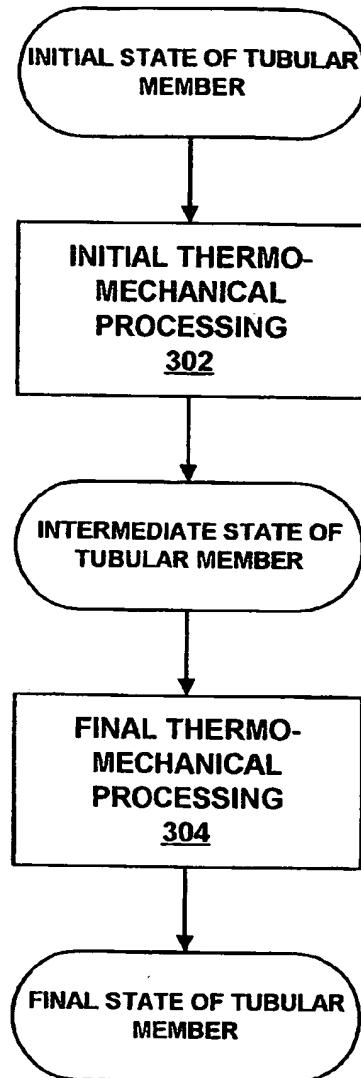 INITIAL STATE OF TUBULAR
MEMBER
INITIAL THERMO-
MECHANICAL
PROCESSING
302
INTERMEDIATE STATE OF
TUBULAR MEMBER
FINAL THERMO-
MECHANICAL
PROCESSING
304
FINAL STATE OF TUBULAR
MEMBER